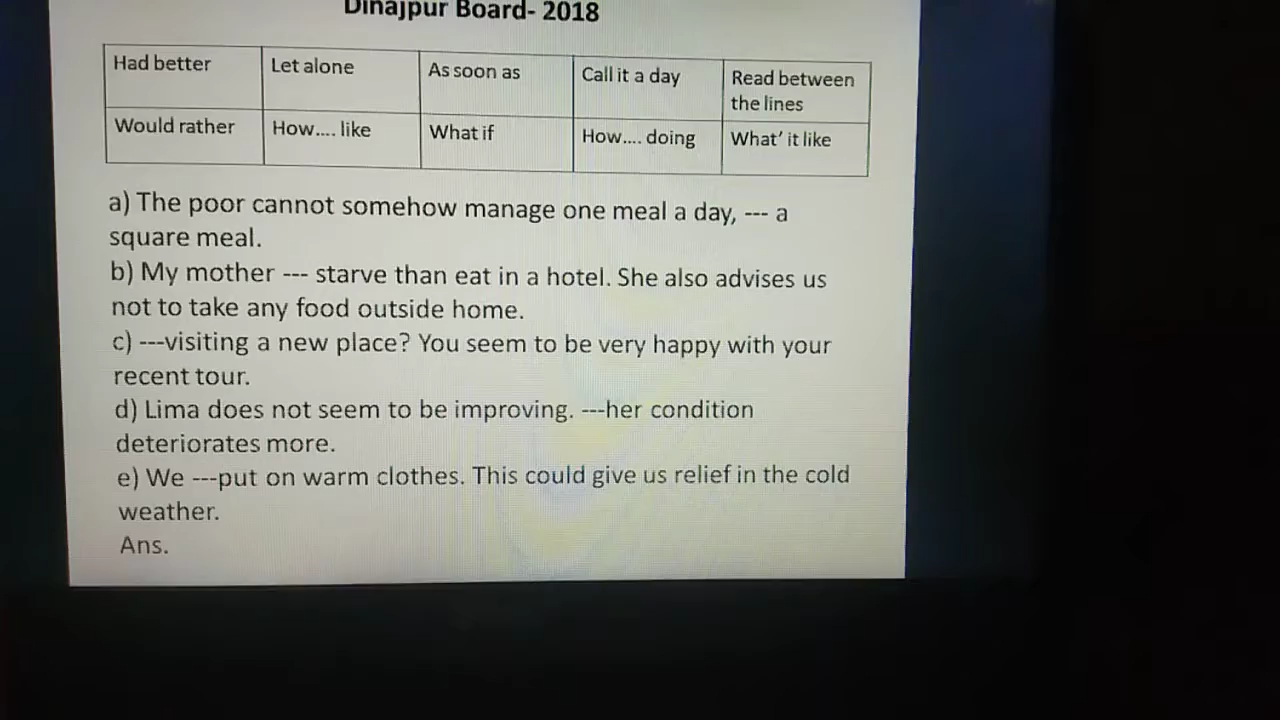 Dinajpur Board- 2018
Had better Let alone As soon as Call it a day Read between
the lines
Would rather How.... like What if How.... doing What' it like
a) The poor cannot somehow manage one meal a day, --- a
square meal.
b) My mother --- starve than eat in a hotel. She also advises us
not to take any food outside home.
c) ---visiting a new place? You seem to be very happy with your
recent tour.
d) Lima does not seem to be improving. ---her condition
deteriorates more.
e) We ---put on warm clothes. This could give us relief in the cold
weather.
Ans.